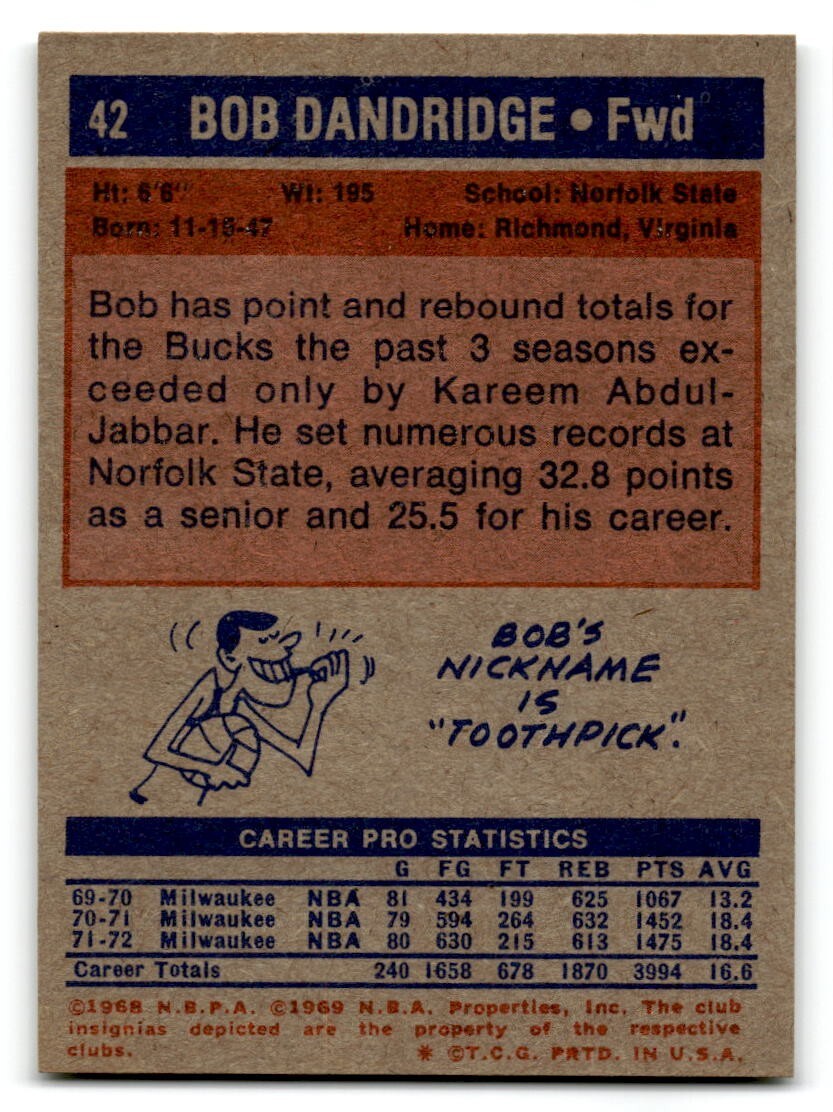 42 BOB DANDRIDGE • Fwd
Ht: 6'6" Wt: 195 School: Norfolk State
Born: 11-15-47 Home: Richmond, Virginia
Bob has point and rebound totals for
the Bucks the past 3 seasons ex-
ceeded only by Kareem Abdul-
Jabbar. He set numerous records at
Norfolk State, averaging 32.8 points
as a senior and 25.5 for his career.
BOB'S
NICKNAME
IS
"TOOTHPICK".
CAREER PRO STATISTICS
G FG FT REB PTS AVG
69-70 Milwaukee NBA 81 434 199 625 1067 13.2
70-71 Milwaukee NBA 79 594 264 632 1452 18.4
71-72 Milwaukee NBA 80 630 215 613 1475 18.4
Career Totals 240 1658 678 1870 3994 16.6
©1968 N.B.P.A. ©1969 N.B.A. Properties, Inc. The club
insignias depicted are the property of the respective
clubs. * ©T.C.G. PRTD. IN U.S.A.